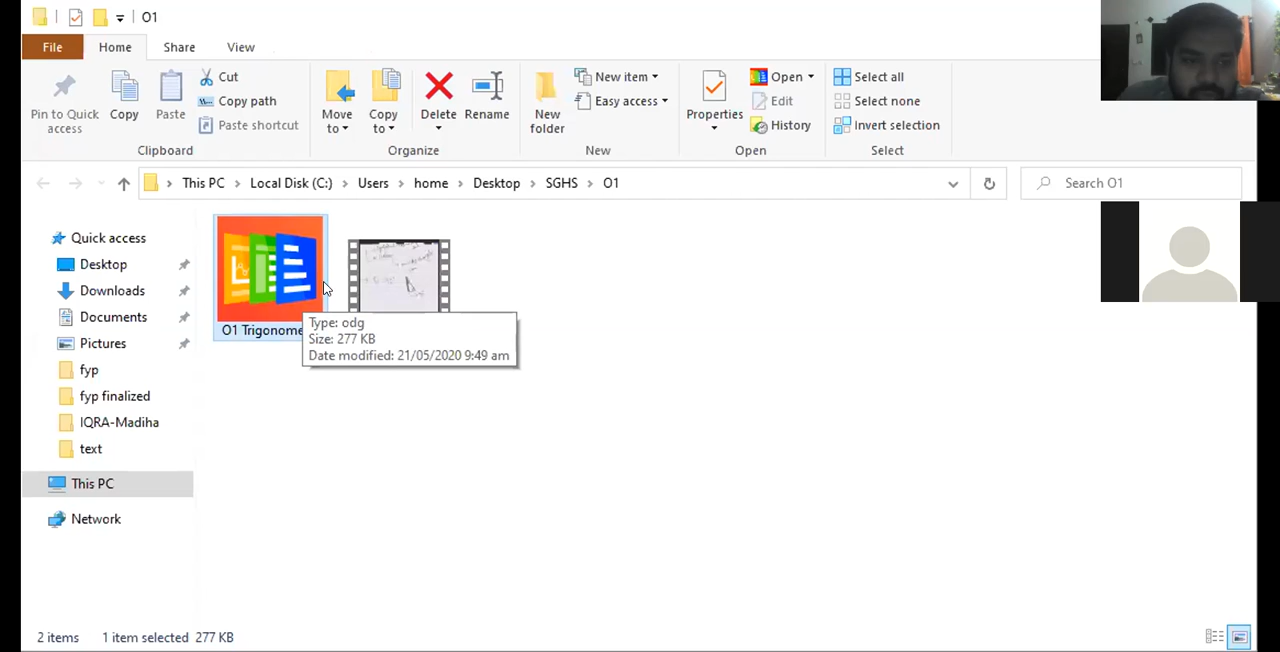 O1
File Home Share View
Pin to Quick access
Copy
Paste
Cut
Copy path
Paste shortcut
Clipboard
Move to
Copy to
Delete
Rename
Organize
New folder
New item
Easy access
New
Properties
Open
Edit
History
Open
Select all
Select none
Invert selection
Select
This PC Local Disk (C:) Users home Desktop SGHS O1
Search O1
Quick access
Desktop
Downloads
Documents
Pictures
fyp
fyp finalized
IQRA-Madiha
text
This PC
Network
O1 Trigonome
Type: odg
Size: 277 KB
Date modified: 21/05/2020 9:49 am
2 items 1 item selected 277 KB